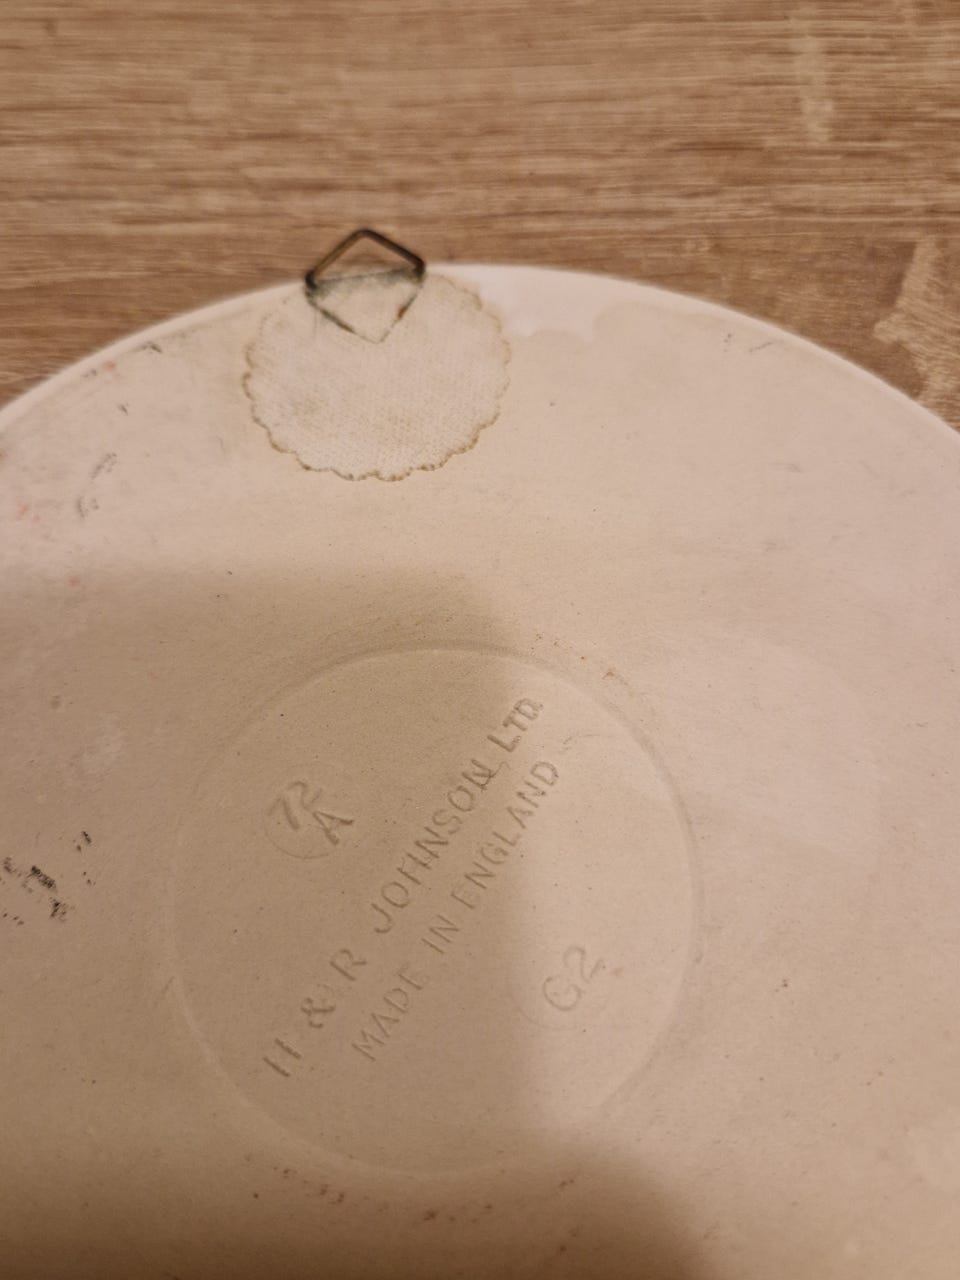 72
A
H & R JOHNSON, LTD.
MADE IN ENGLAND
G2